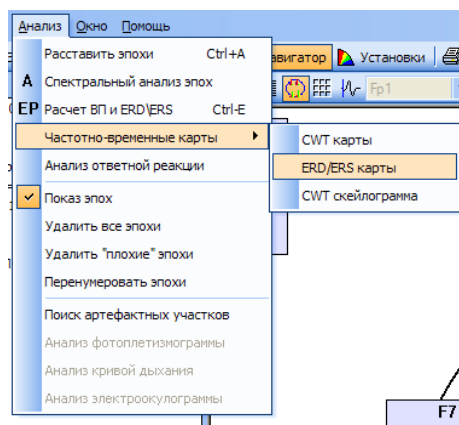 Анализ Окно Помощь
Расставить эпохи Ctrl+A
А Спектральный анализ эпох
EP Расчет ВП и ERD\ERS Ctrl-E
Частотно-временные карты
Анализ ответной реакции
Показ эпох
Удалить все эпохи
Удалить "плохие" эпохи
Перенумеровать эпохи
Поиск артефактных участков
Анализ фотоплетизмограммы
Анализ кривой дыхания
Анализ электроокулограммы
Установки
Fp1
CWT карты
ERD/ERS карты
CWT скейлограмма
F7